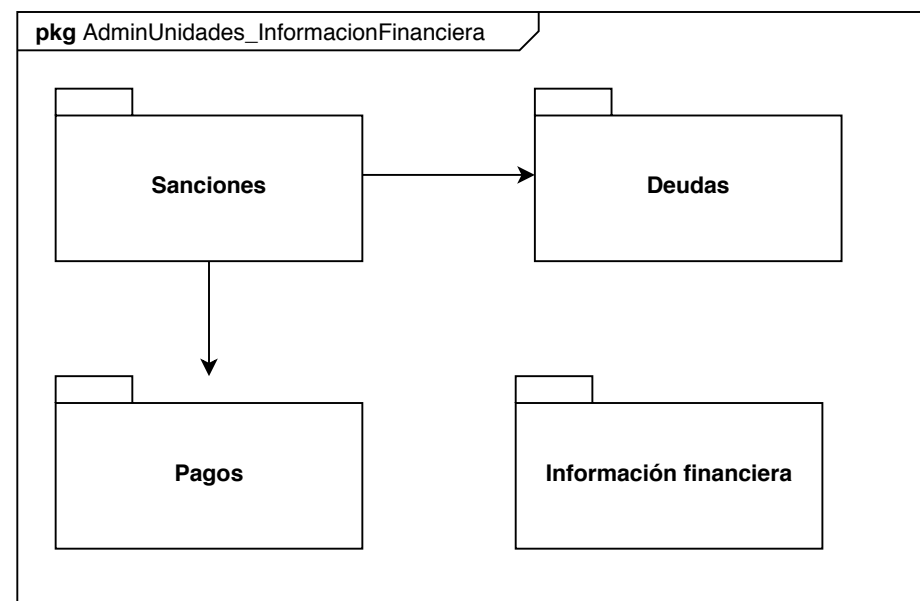 pkg AdminUnidades_InformacionFinanciera
Sanciones
Deudas
Pagos
Información financiera